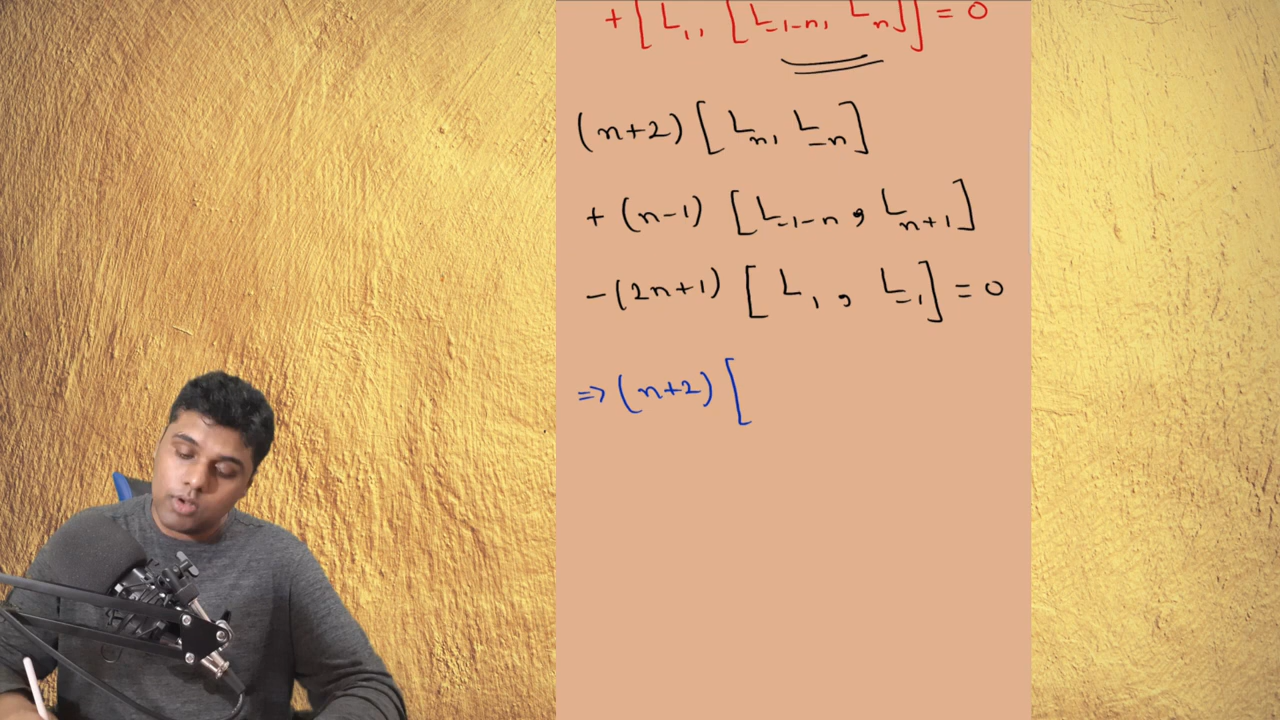 + [L₁, [L₋₁₋ₙ, Lₙ]] = 0
(n+2) [Lₙ, L₋ₙ]
+ (n-1) [L₋₁₋ₙ, Lₙ₊₁]
-(2n+1) [L₁, L₋₁] = 0
=> (n+2) [